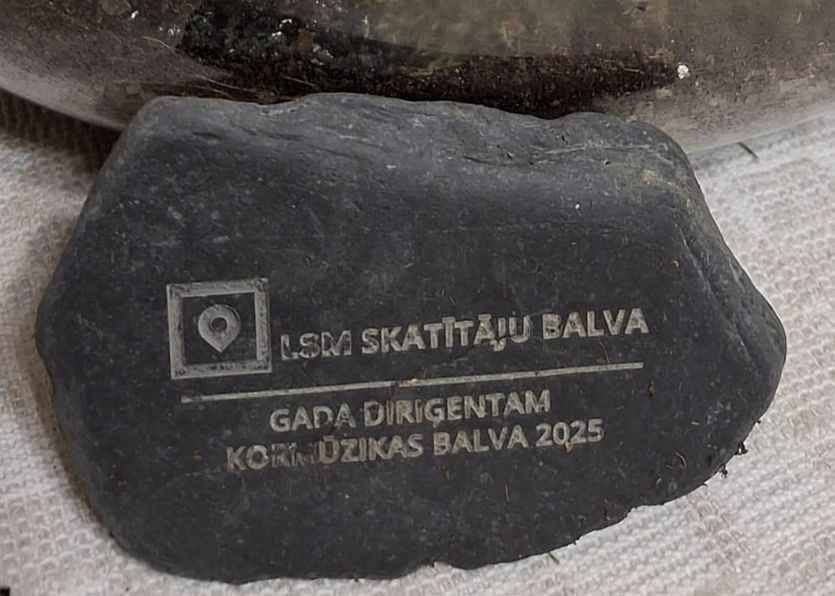 LSM SKATĪTĀJU BALVA
GADA DIRIĢENTAM
KORMŪZIKAS BALVA 2025